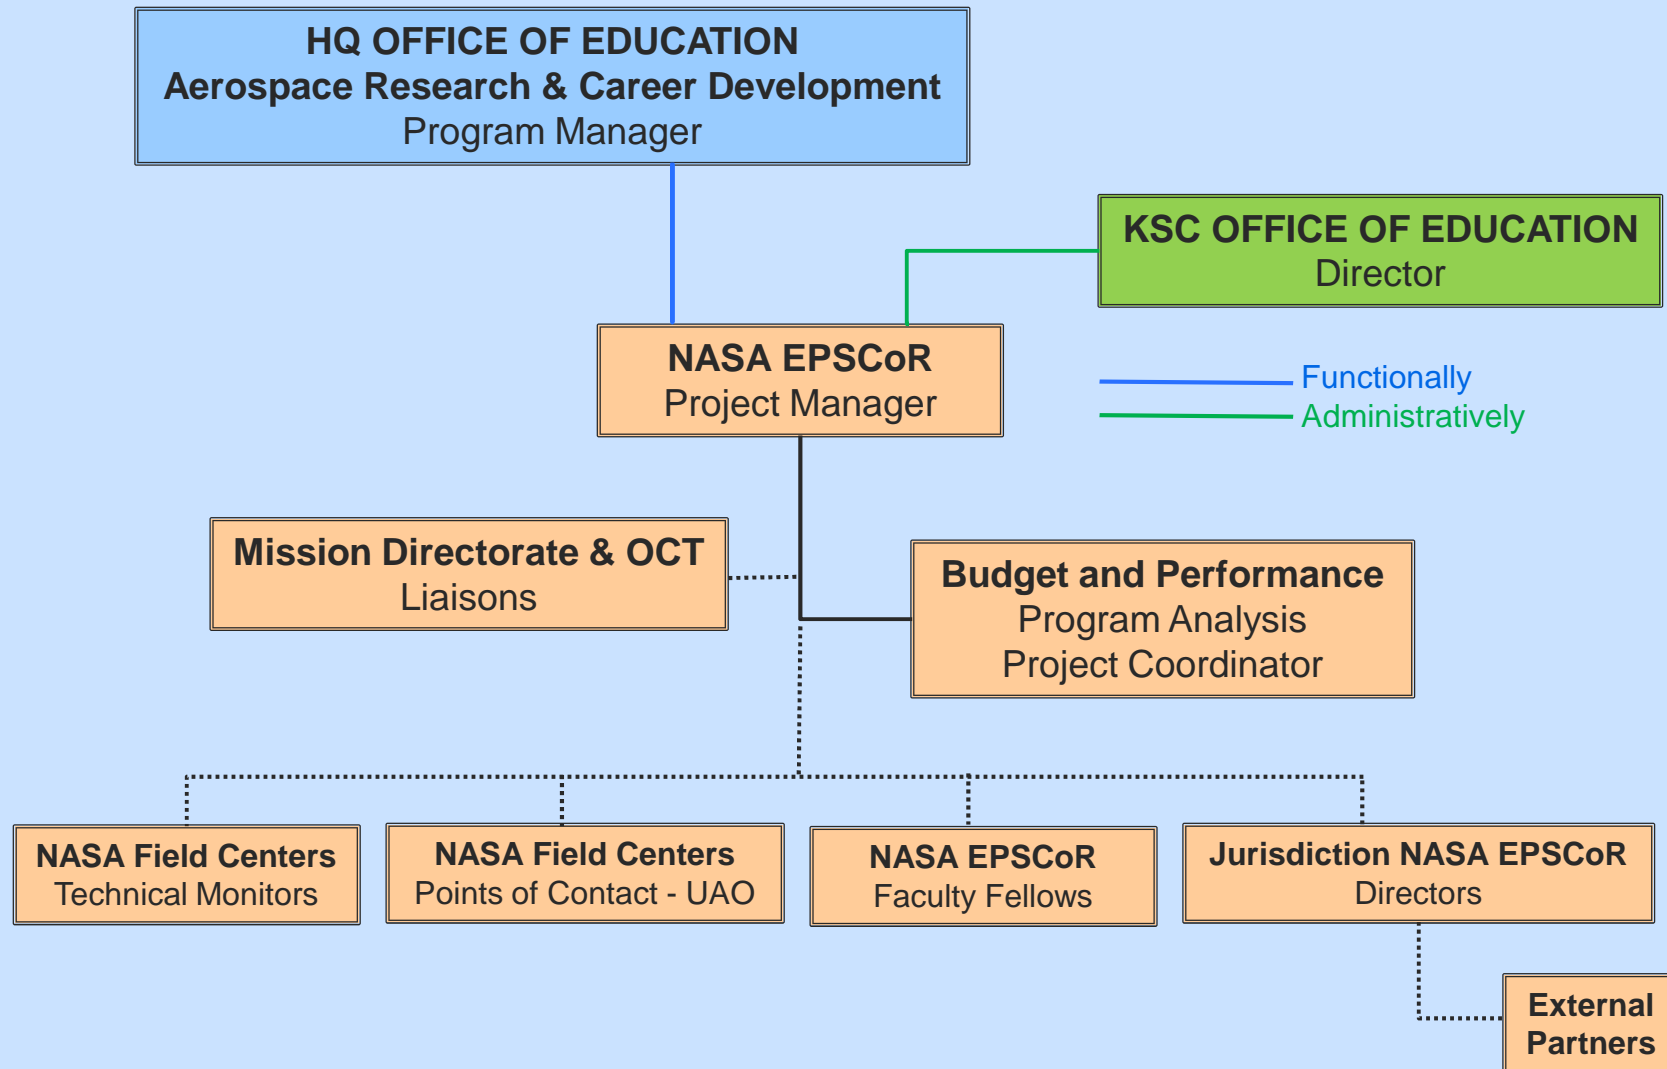 HQ OFFICE OF EDUCATION
Aerospace Research & Career Development
Program Manager
KSC OFFICE OF EDUCATION
Director
NASA EPSCoR
Project Manager
Functionally
Administratively
Mission Directorate & OCT
Liaisons
Budget and Performance
Program Analysis
Project Coordinator
NASA Field Centers
Technical Monitors
NASA Field Centers
Points of Contact - UAO
NASA EPSCoR
Faculty Fellows
Jurisdiction NASA EPSCoR
Directors
External
Partners